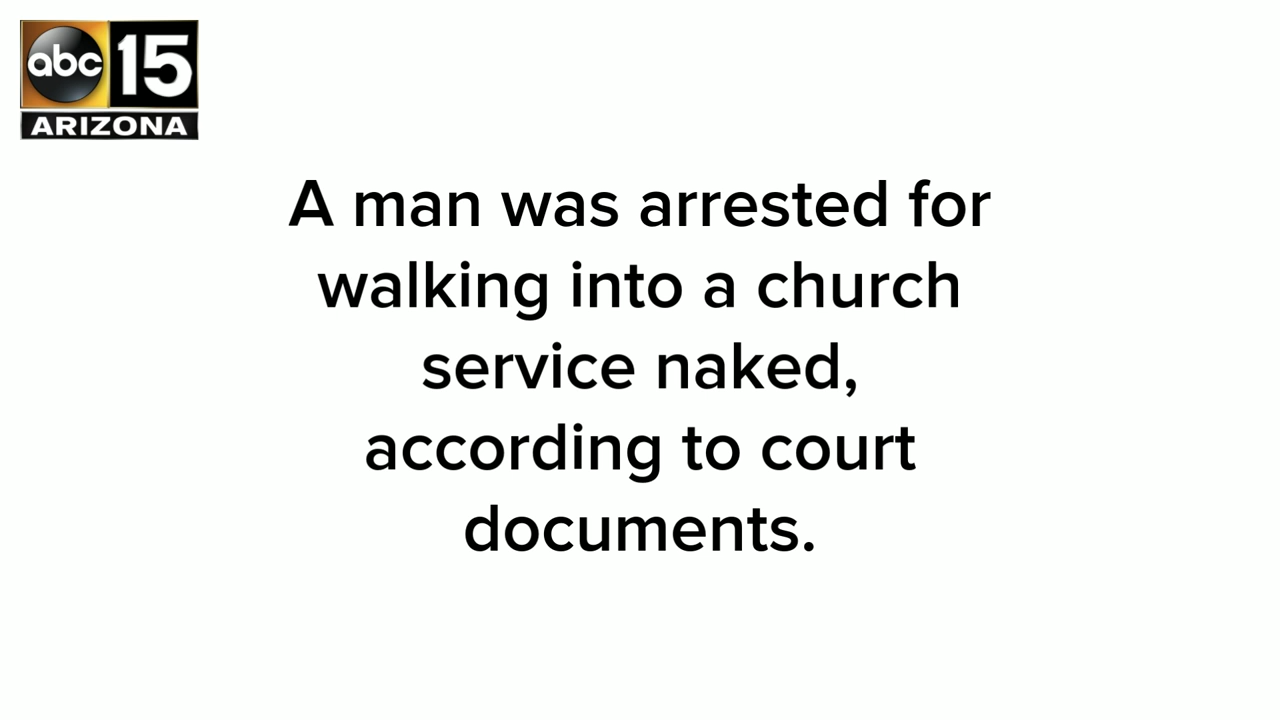 abc 15
ARIZONA
A man was arrested for
walking into a church
service naked,
according to court
documents.